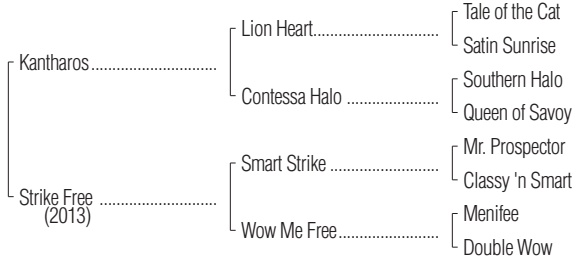 Tale of the Cat
Lion Heart
Satin Sunrise
Kantharos
Southern Halo
Contessa Halo
Queen of Savoy
Mr. Prospector
Smart Strike
Classy 'n Smart
Strike Free
(2013)
Menifee
Wow Me Free
Double Wow